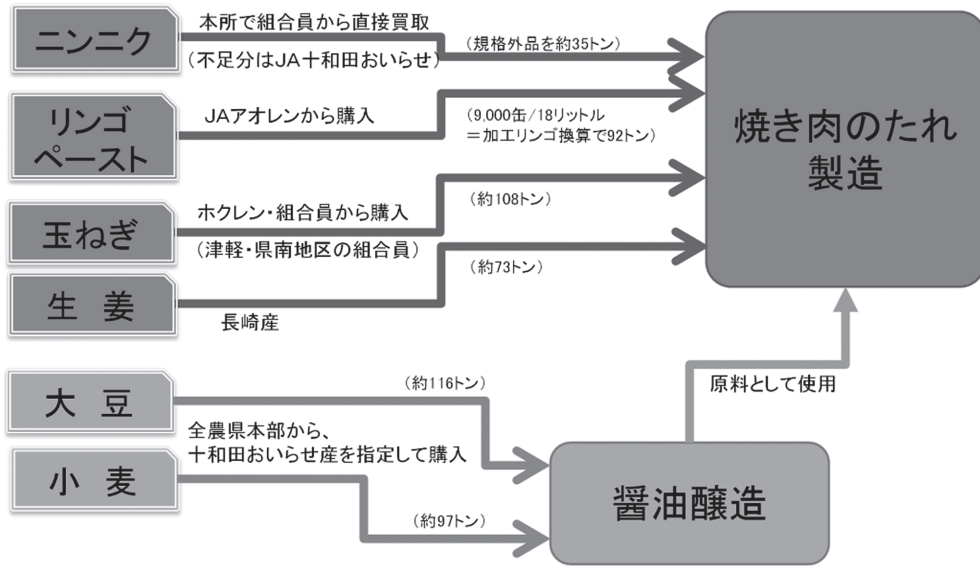 ニンニク
本所で組合員から直接買取
(不足分はJA十和田おいらせ)
(規格外品を約35トン)
リンゴ
ペースト
JAアオレンから購入
(9,000缶/18リットル
＝加工リンゴ換算で92トン)
玉ねぎ
ホクレン・組合員から購入
(津軽・県南地区の組合員)
(約108トン)
生　姜
長崎産
(約73トン)
焼き肉のたれ
製造
大　豆
(約116トン)
全農県本部から、
十和田おいらせ産を指定して購入
小　麦
(約97トン)
醤油醸造
原料として使用